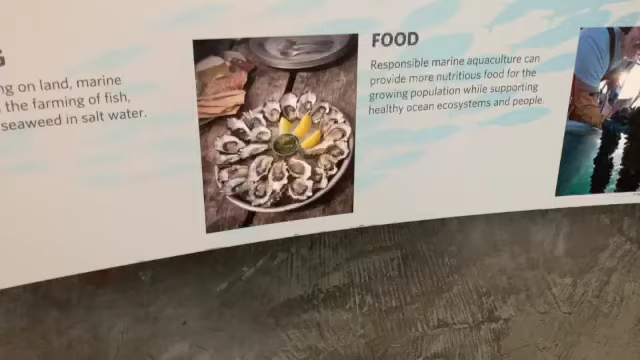 G
ng on land, marine
the farming of fish,
seaweed in salt water.
FOOD
Responsible marine aquaculture can
provide more nutritious food for the
growing population while supporting
healthy ocean ecosystems and people.